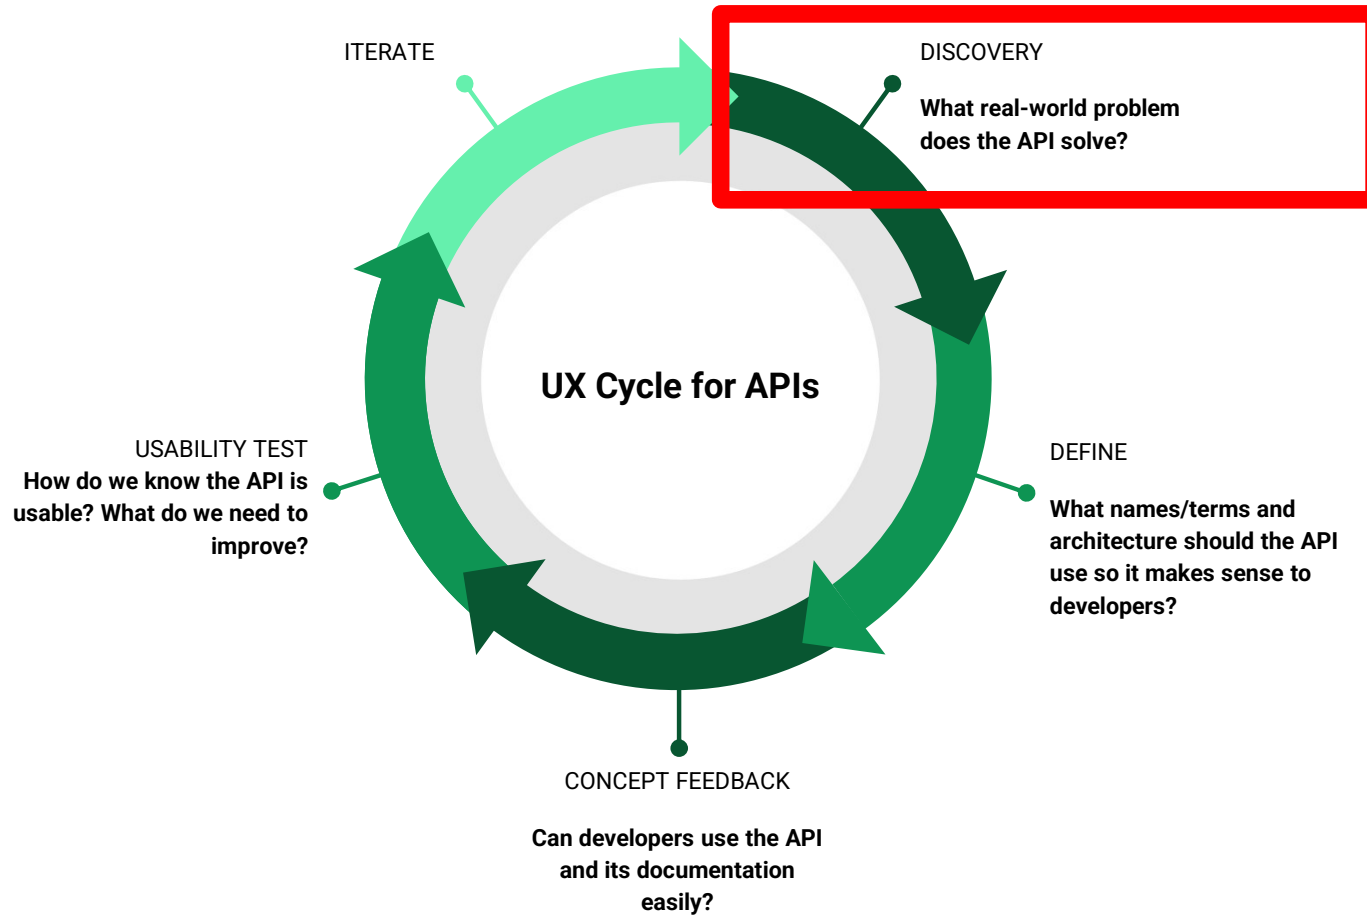 ITERATE
DISCOVERY
What real-world problem
does the API solve?
UX Cycle for APIs
USABILITY TEST
How do we know the API is
usable? What do we need to
improve?
DEFINE
What names/terms and
architecture should the API
use so it makes sense to
developers?
CONCEPT FEEDBACK
Can developers use the API
and its documentation
easily?